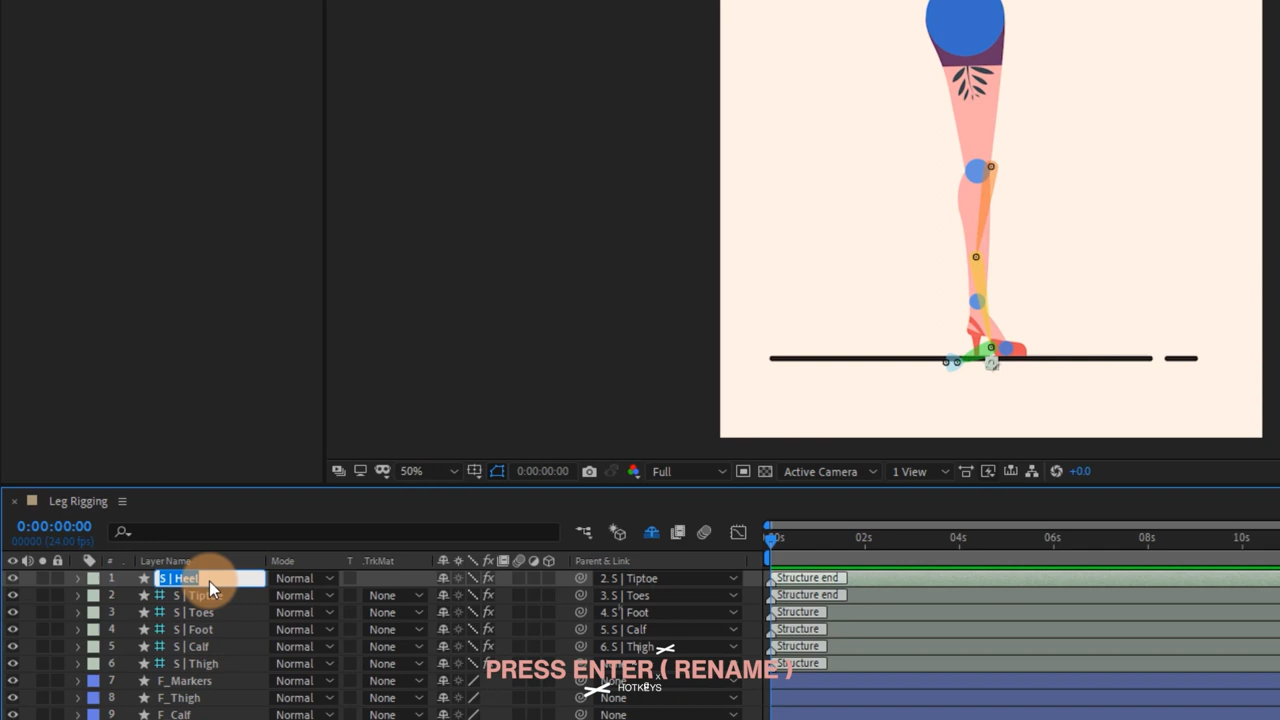 50%
0:00:00:00
Full
Active Camera
1 View
+0.0
× Leg Rigging
0:00:00:00
00000 (24.00 fps)
:00s 02s 04s 06s 08s 10s
# Layer Name Mode T .TrkMat Parent & Link
1 S | Heel Normal 2. S | Tiptoe Structure end
2 S | Tiptoe Normal None 3. S | Toes Structure end
3 S | Toes Normal None 4. S | Foot Structure
4 S | Foot Normal None 5. S | Calf Structure
5 S | Calf Normal None 6. S | Thigh Structure
6 S | Thigh Normal None Structure
PRESS ENTER ( RENAME )
7 F_Markers Normal None
HOTKEYS
8 F_Thigh Normal None None
9 F_Calf Normal None None